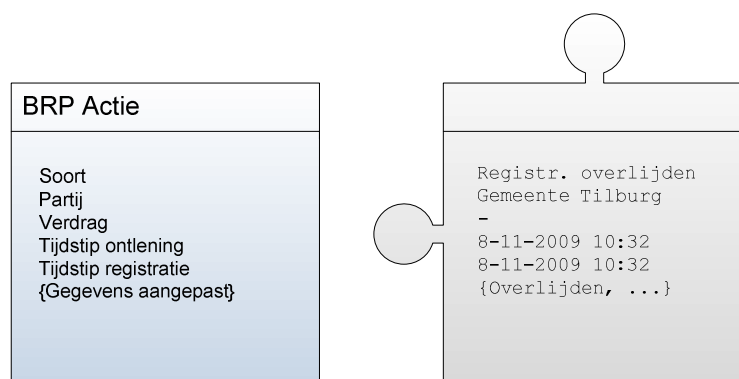 BRP Actie
Soort
Partij
Verdrag
Tijdstip ontlening
Tijdstip registratie
{Gegevens aangepast}
Registr. overlijden
Gemeente Tilburg
-
8-11-2009 10:32
8-11-2009 10:32
{Overlijden, ...}